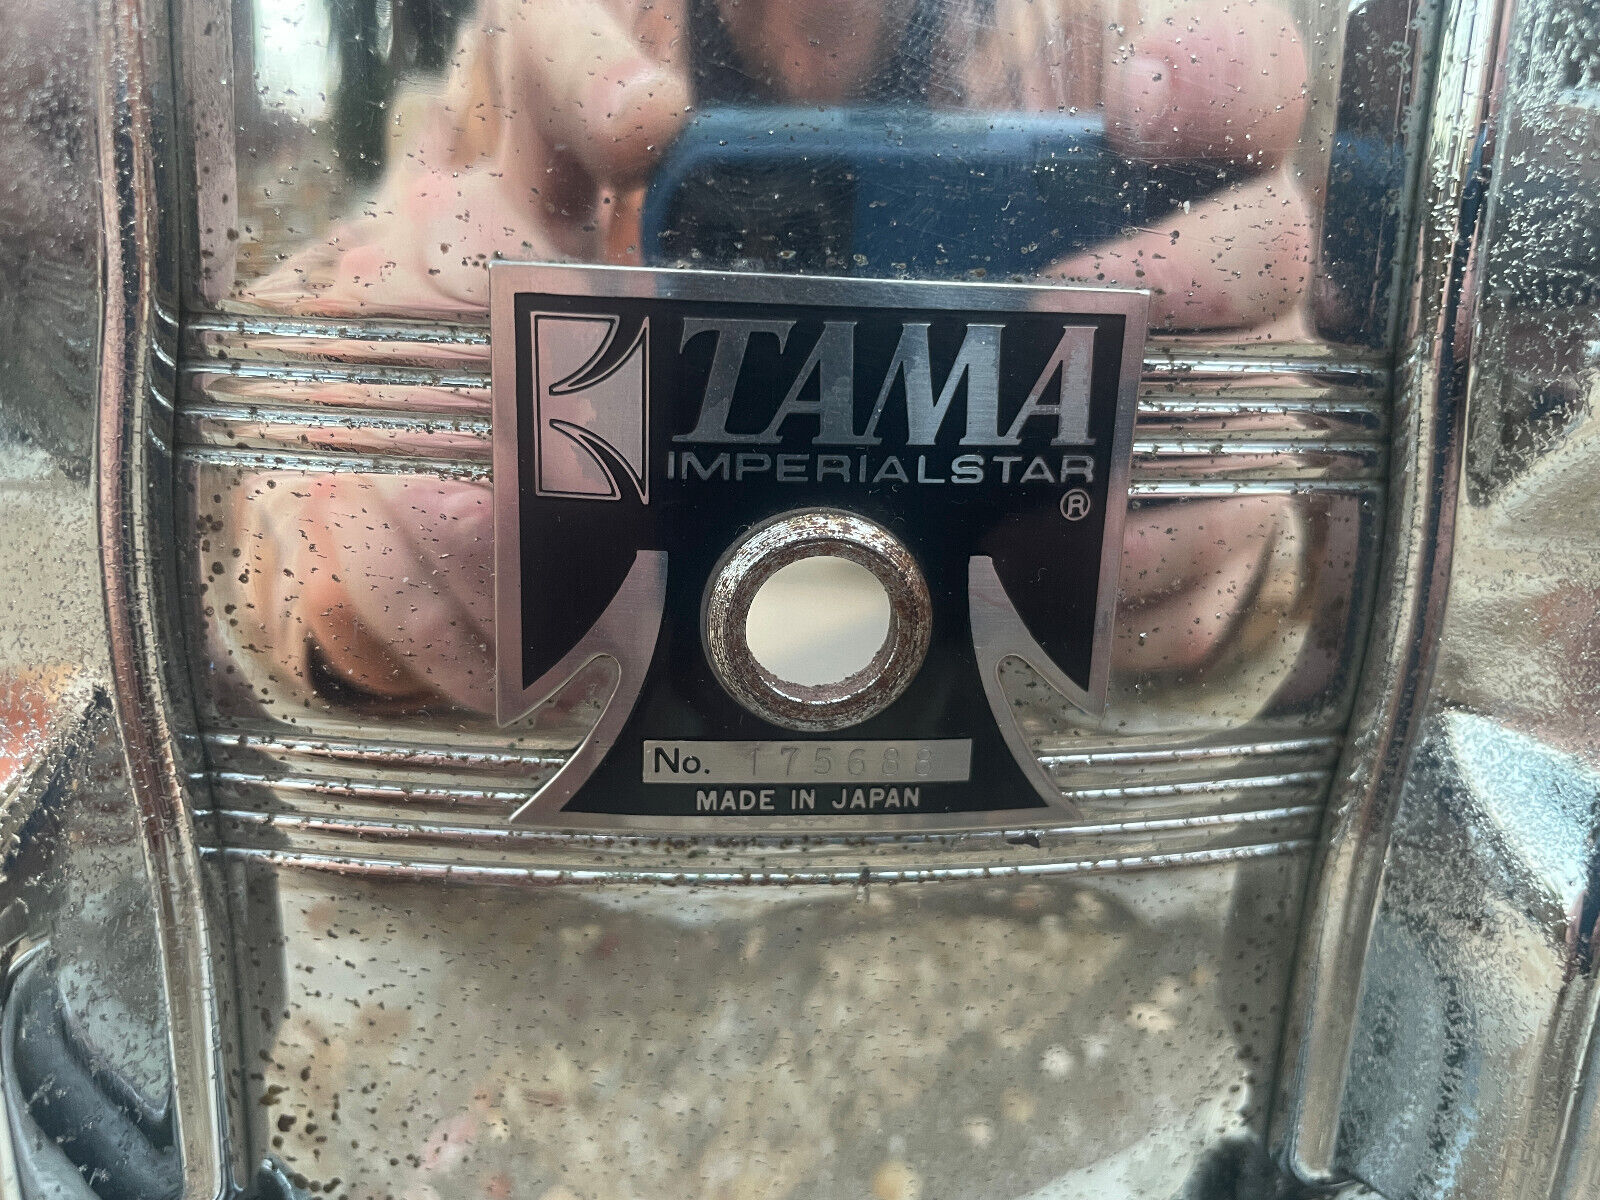 TAMA
IMPERIALSTAR
®
No. 175688
MADE IN JAPAN